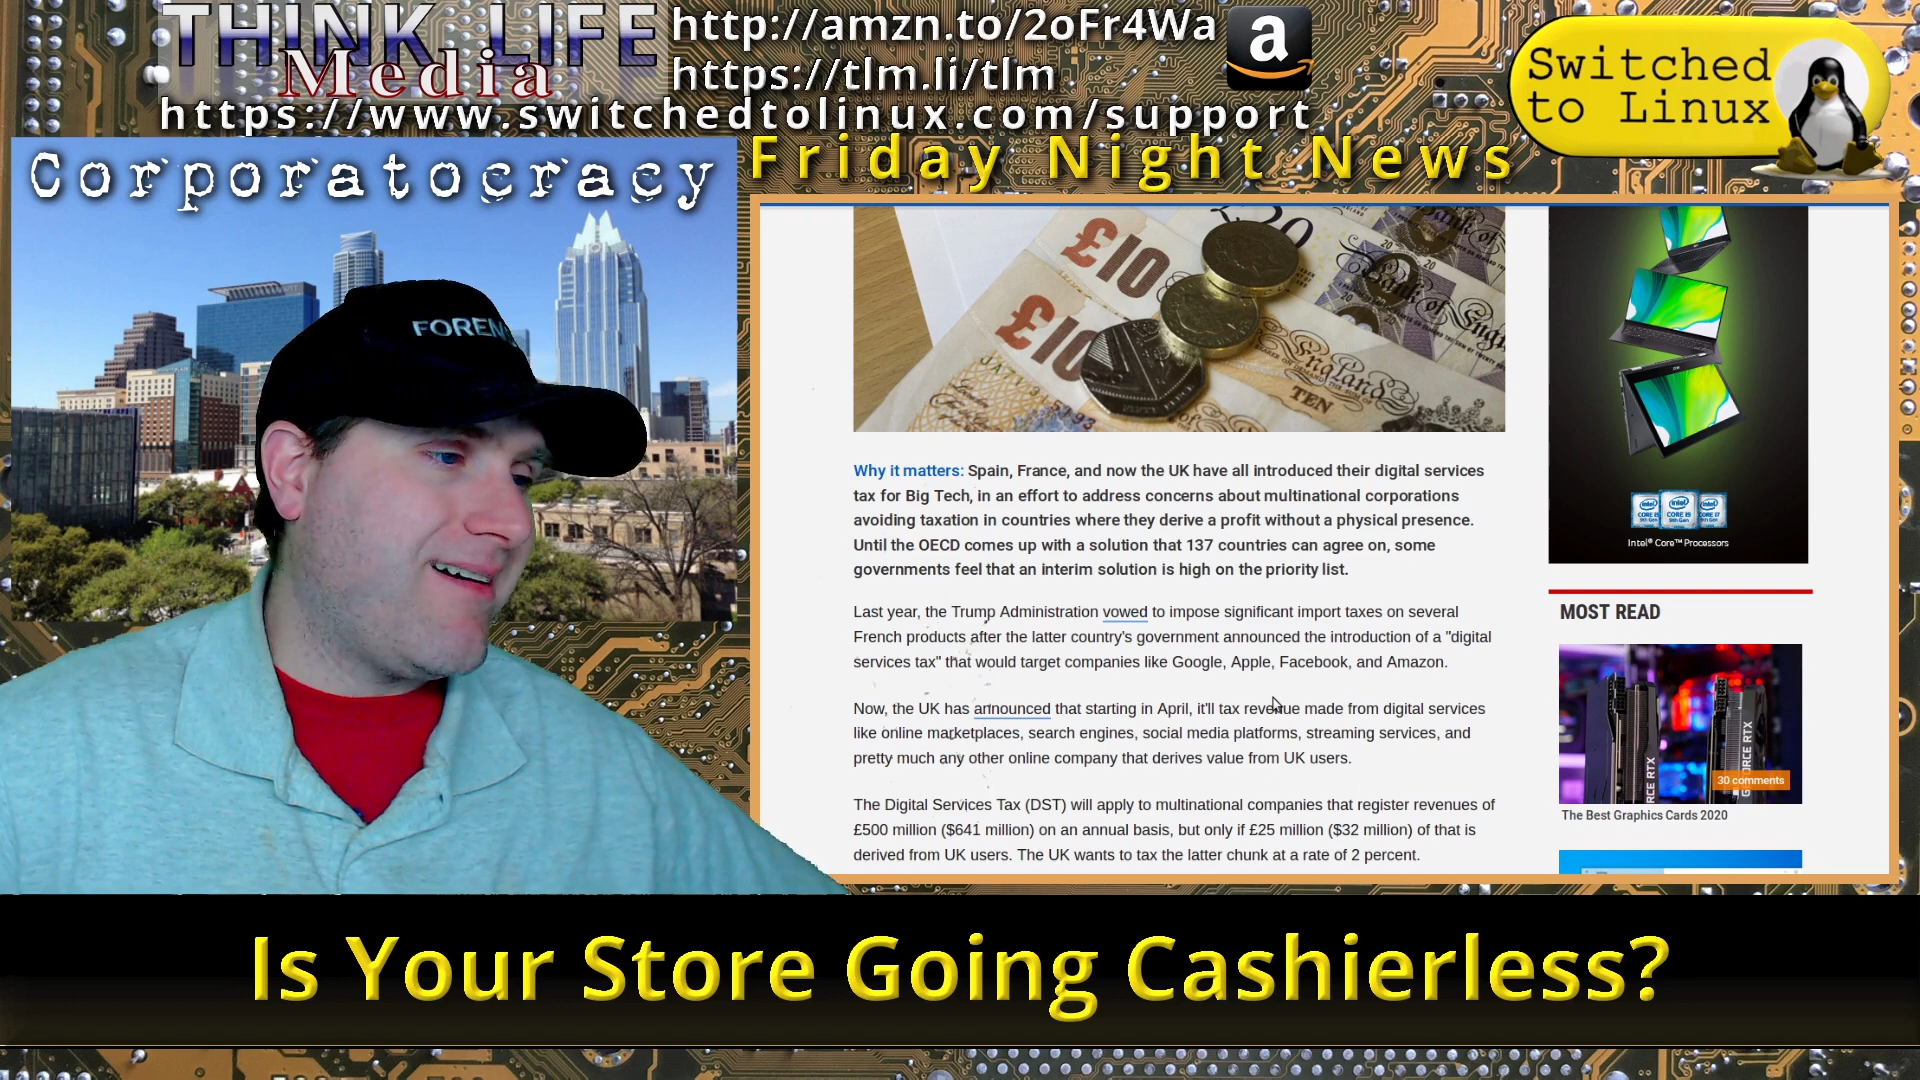 THINK LIFE
Media
http://amzn.to/2oFr4Wa
https://tlm.li/tlm
https://www.switchedtolinux.com/support
a
Switched
to Linux
Friday Night News
Corporatocracy
FOREN
£10
£10
£20
20
20
Bank of
Bank of
England
TEN
Why it matters: Spain, France, and now the UK have all introduced their digital services
tax for Big Tech, in an effort to address concerns about multinational corporations
avoiding taxation in countries where they derive a profit without a physical presence.
Until the OECD comes up with a solution that 137 countries can agree on, some
governments feel that an interim solution is high on the priority list.
Last year, the Trump Administration vowed to impose significant import taxes on several
French products after the latter country's government announced the introduction of a "digital
services tax" that would target companies like Google, Apple, Facebook, and Amazon.
Now, the UK has announced that starting in April, it'll tax revenue made from digital services
like online marketplaces, search engines, social media platforms, streaming services, and
pretty much any other online company that derives value from UK users.
The Digital Services Tax (DST) will apply to multinational companies that register revenues of
£500 million ($641 million) on an annual basis, but only if £25 million ($32 million) of that is
derived from UK users. The UK wants to tax the latter chunk at a rate of 2 percent.
Intel® Core™ Processors
MOST READ
30 comments
The Best Graphics Cards 2020
Is Your Store Going Cashierless?